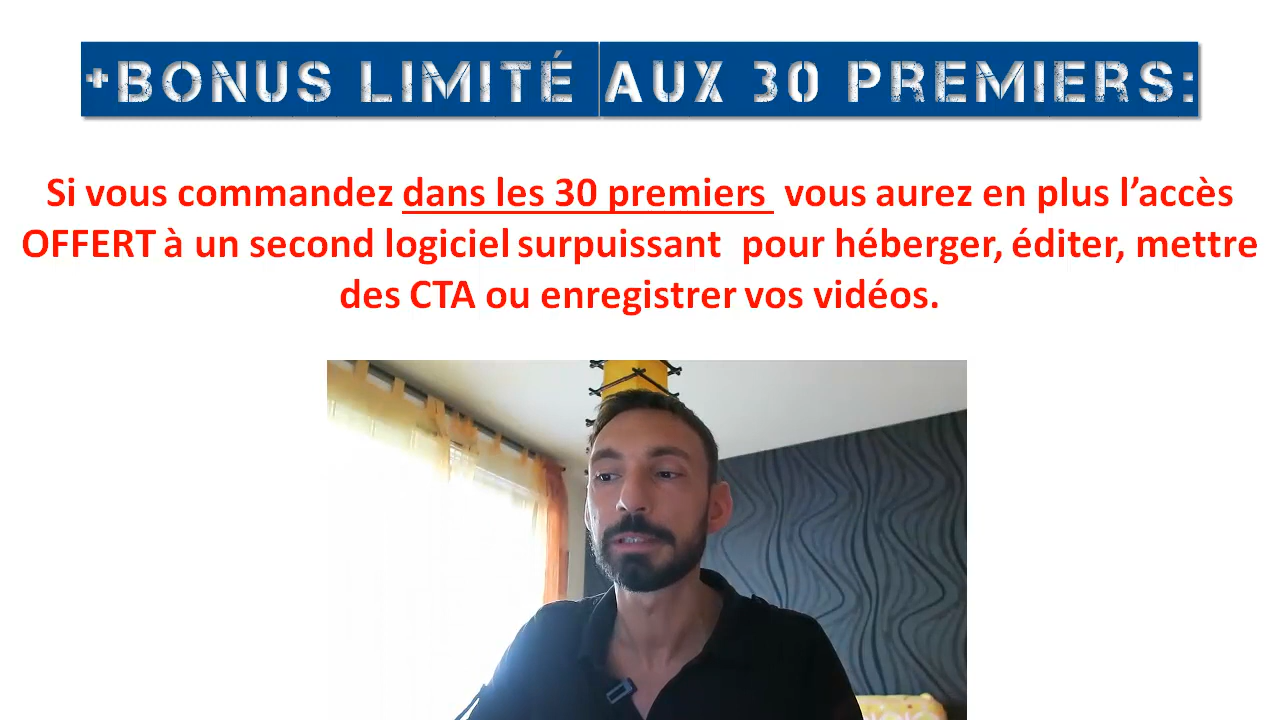 +BONUS LIMITÉ AUX 30 PREMIERS:
Si vous commandez dans les 30 premiers vous aurez en plus l’accès
OFFERT à un second logiciel surpuissant pour héberger, éditer, mettre
des CTA ou enregistrer vos vidéos.